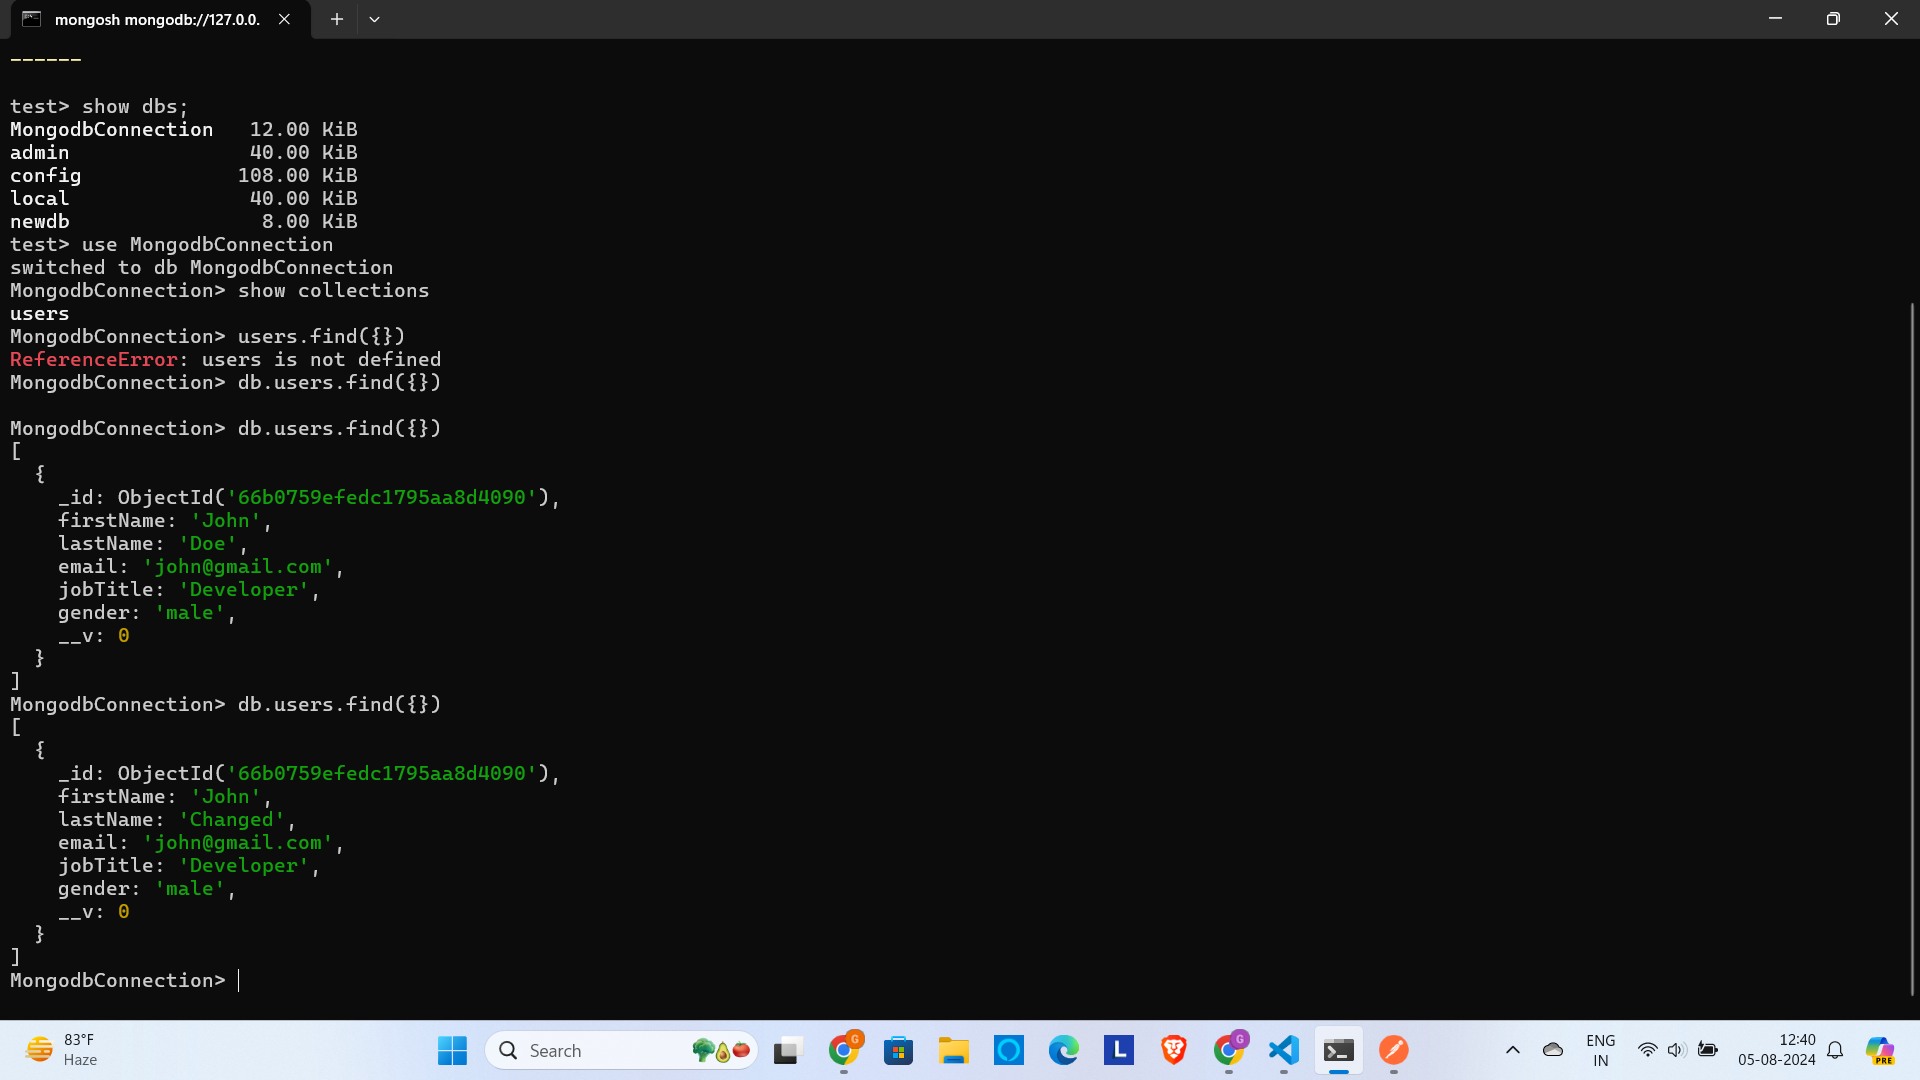 mongosh mongodb://127.0.0.
------
test> show dbs;
MongodbConnection   12.00 KiB
admin               40.00 KiB
config             108.00 KiB
local               40.00 KiB
newdb                8.00 KiB
test> use MongodbConnection
switched to db MongodbConnection
MongodbConnection> show collections
users
MongodbConnection> users.find({})
ReferenceError: users is not defined
MongodbConnection> db.users.find({})
MongodbConnection> db.users.find({})
[
  {
    _id: ObjectId('66b0759efedc1795aa8d4090'),
    firstName: 'John',
    lastName: 'Doe',
    email: 'john@gmail.com',
    jobTitle: 'Developer',
    gender: 'male',
    __v: 0
  }
]
MongodbConnection> db.users.find({})
[
  {
    _id: ObjectId('66b0759efedc1795aa8d4090'),
    firstName: 'John',
    lastName: 'Changed',
    email: 'john@gmail.com',
    jobTitle: 'Developer',
    gender: 'male',
    __v: 0
  }
]
MongodbConnection>
83°F
Haze
Search
G
L
G
ENG
IN
12:40
05-08-2024
PRE